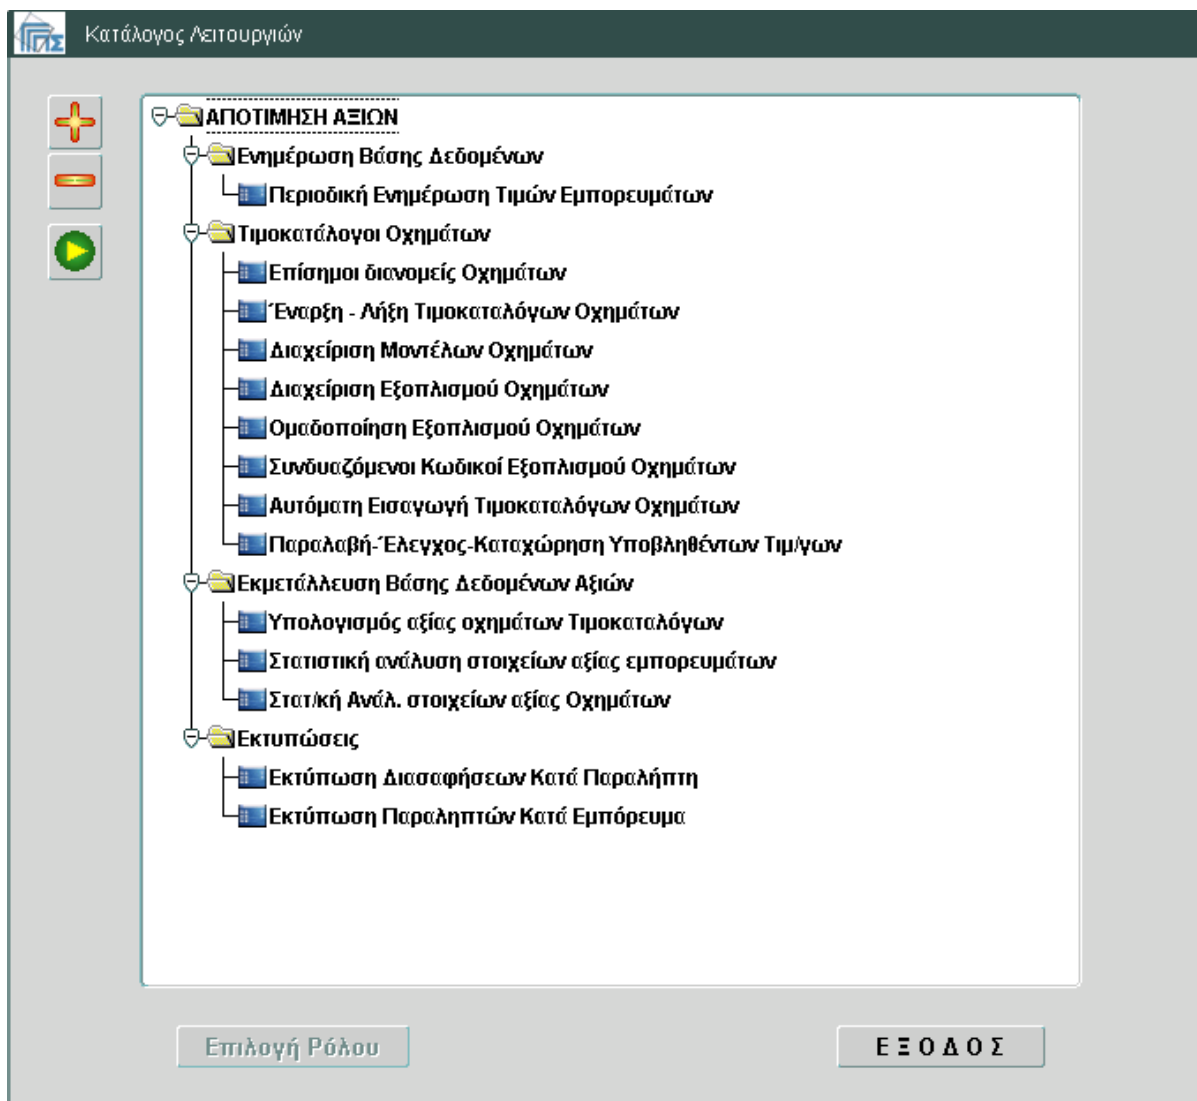 ΓΓΠΣ
Κατάλογος Λειτουργιών
ΑΠΟΤΙΜΗΣΗ ΑΞΙΩΝ
Ενημέρωση Βάσης Δεδομένων
Περιοδική Ενημέρωση Τιμών Εμπορευμάτων
Τιμοκατάλογοι Οχημάτων
Επίσημοι διανομείς Οχημάτων
Έναρξη - Λήξη Τιμοκαταλόγων Οχημάτων
Διαχείριση Μοντέλων Οχημάτων
Διαχείριση Εξοπλισμού Οχημάτων
Ομαδοποίηση Εξοπλισμού Οχημάτων
Συνδυαζόμενοι Κωδικοί Εξοπλισμού Οχημάτων
Αυτόματη Εισαγωγή Τιμοκαταλόγων Οχημάτων
Παραλαβή-Έλεγχος-Καταχώρηση Υποβληθέντων Τιμ/γων
Εκμετάλλευση Βάσης Δεδομένων Αξιών
Υπολογισμός αξίας οχημάτων Τιμοκαταλόγων
Στατιστική ανάλυση στοιχείων αξίας εμπορευμάτων
Στατ/κή Ανάλ. στοιχείων αξίας Οχημάτων
Εκτυπώσεις
Εκτύπωση Διασαφήσεων Κατά Παραλήπτη
Εκτύπωση Παραληπτών Κατά Εμπόρευμα
Επιλογή Ρόλου
Ε Ξ Ο Δ Ο Σ